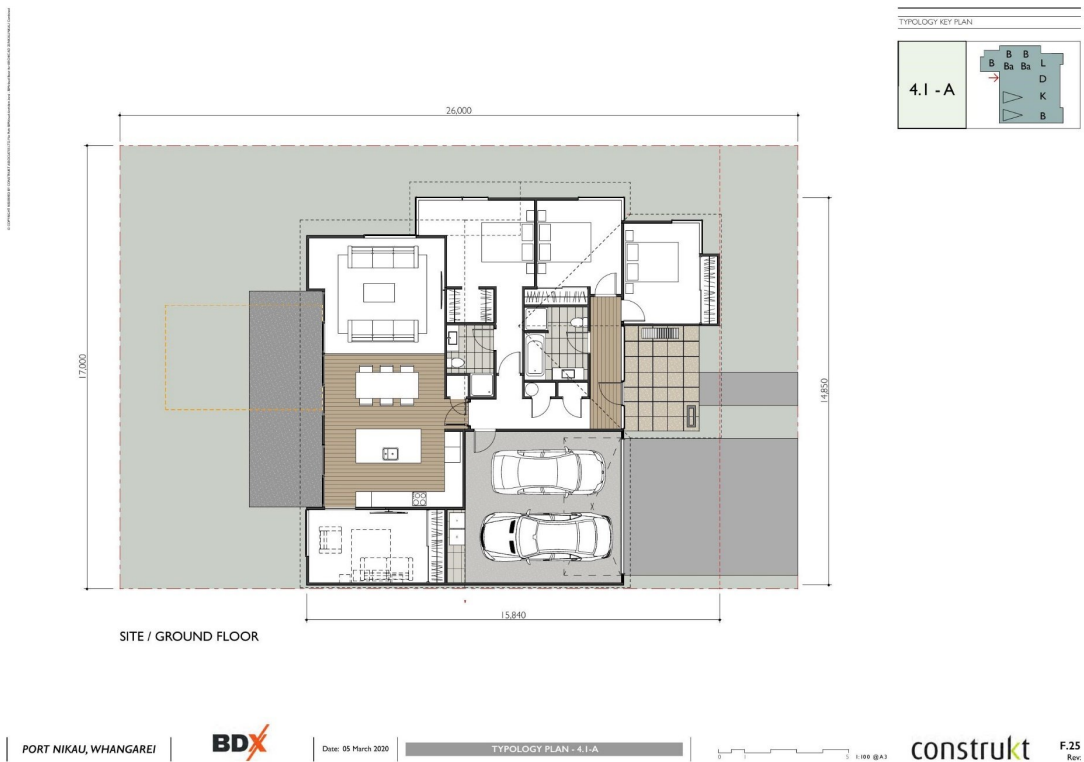 TYPOLOGY KEY PLAN
4.1 - A
B B
B Ba Ba L
D
K
B
26,000
17,000
14,850
15,840
SITE / GROUND FLOOR
PORT NIKAU, WHANGAREI
BDX
Date: 05 March 2020
TYPOLOGY PLAN - 4.1-A
0 1 5 1:100 @A3
construkt
F.25
Rev: